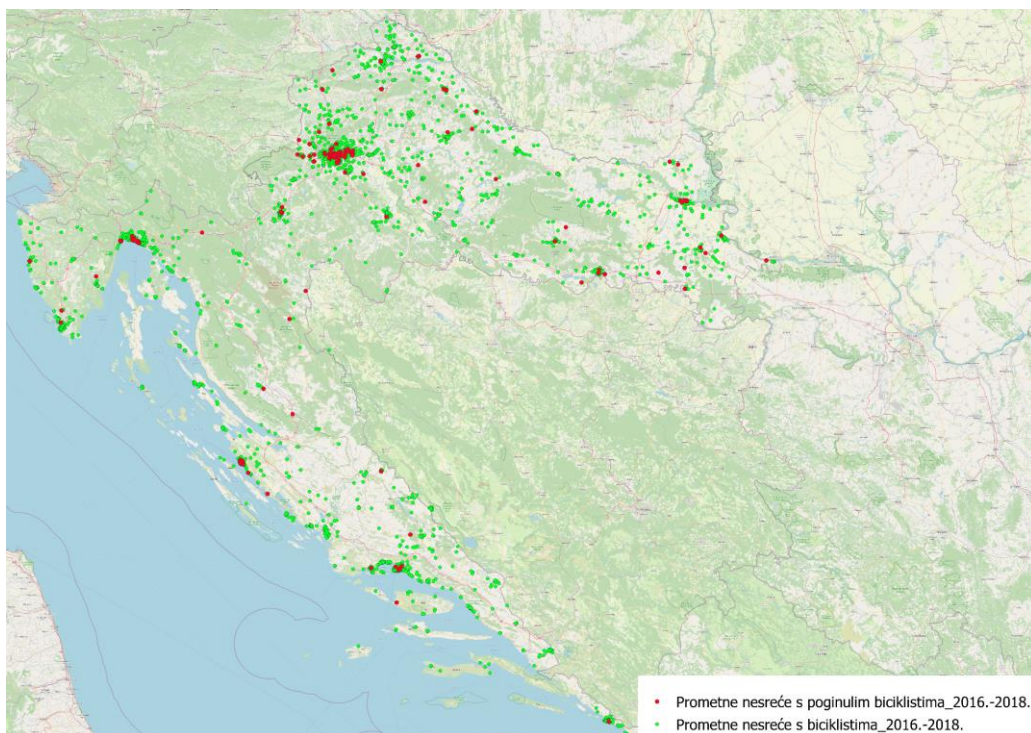 Prometne nesreće s poginulim biciklistima_2016.-2018.
Prometne nesreće s biciklistima_2016.-2018.